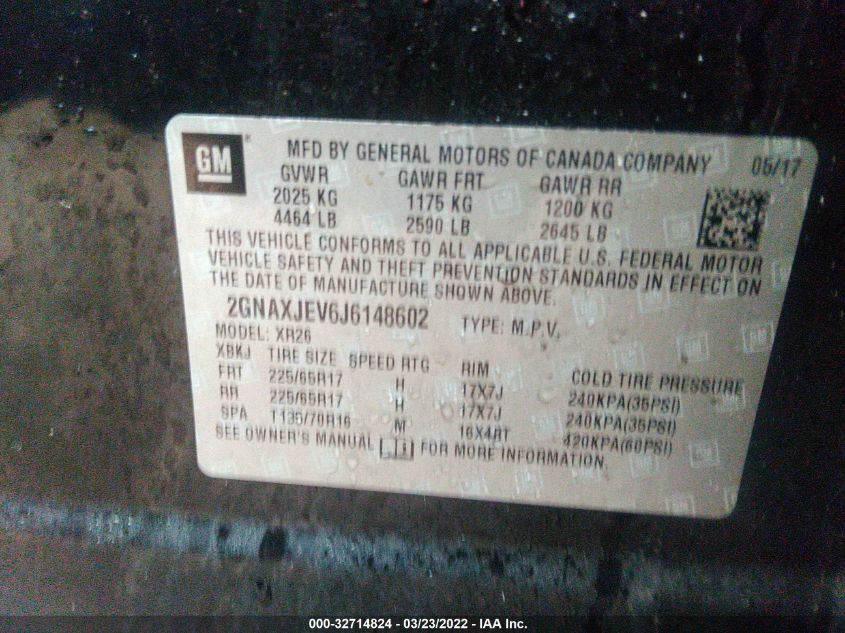 GM
MFD BY GENERAL MOTORS OF CANADA COMPANY 05/17
GVWR GAWR FRT GAWR RR
2025 KG 1175 KG 1200 KG
4464 LB 2590 LB 2645 LB
THIS VEHICLE CONFORMS TO ALL APPLICABLE U.S. FEDERAL MOTOR
VEHICLE SAFETY AND THEFT PREVENTION STANDARDS IN EFFECT ON
THE DATE OF MANUFACTURE SHOWN ABOVE.
2GNAXJEV6J6148602 TYPE: M.P.V.
MODEL: XR26
XBKJ TIRE SIZE SPEED RTG RIM COLD TIRE PRESSURE
FRT 225/65R17 H 17X7J 240KPA(35PSI)
RR 225/65R17 H 17X7J 240KPA(35PSI)
SPA T135/70R16 M 16X4BT 420KPA(60PSI)
SEE OWNER'S MANUAL FOR MORE INFORMATION.
000-32714824 / 03/23/2022 - IAA Inc.